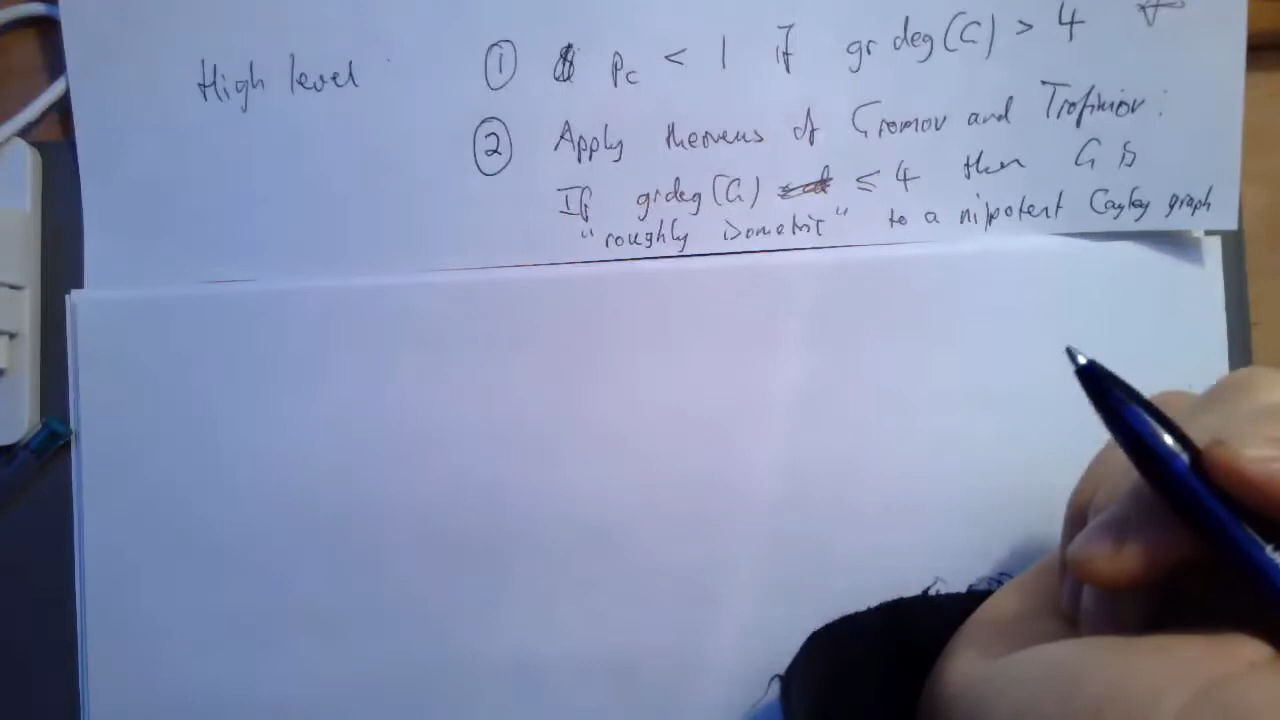 High level ① pc < 1 if gr deg(G) > 4
② Apply theorems of Gromov and Trofimov:
If grdeg(G) ≤ 4 then G is
"roughly isometric" to a nilpotent Cayley graph